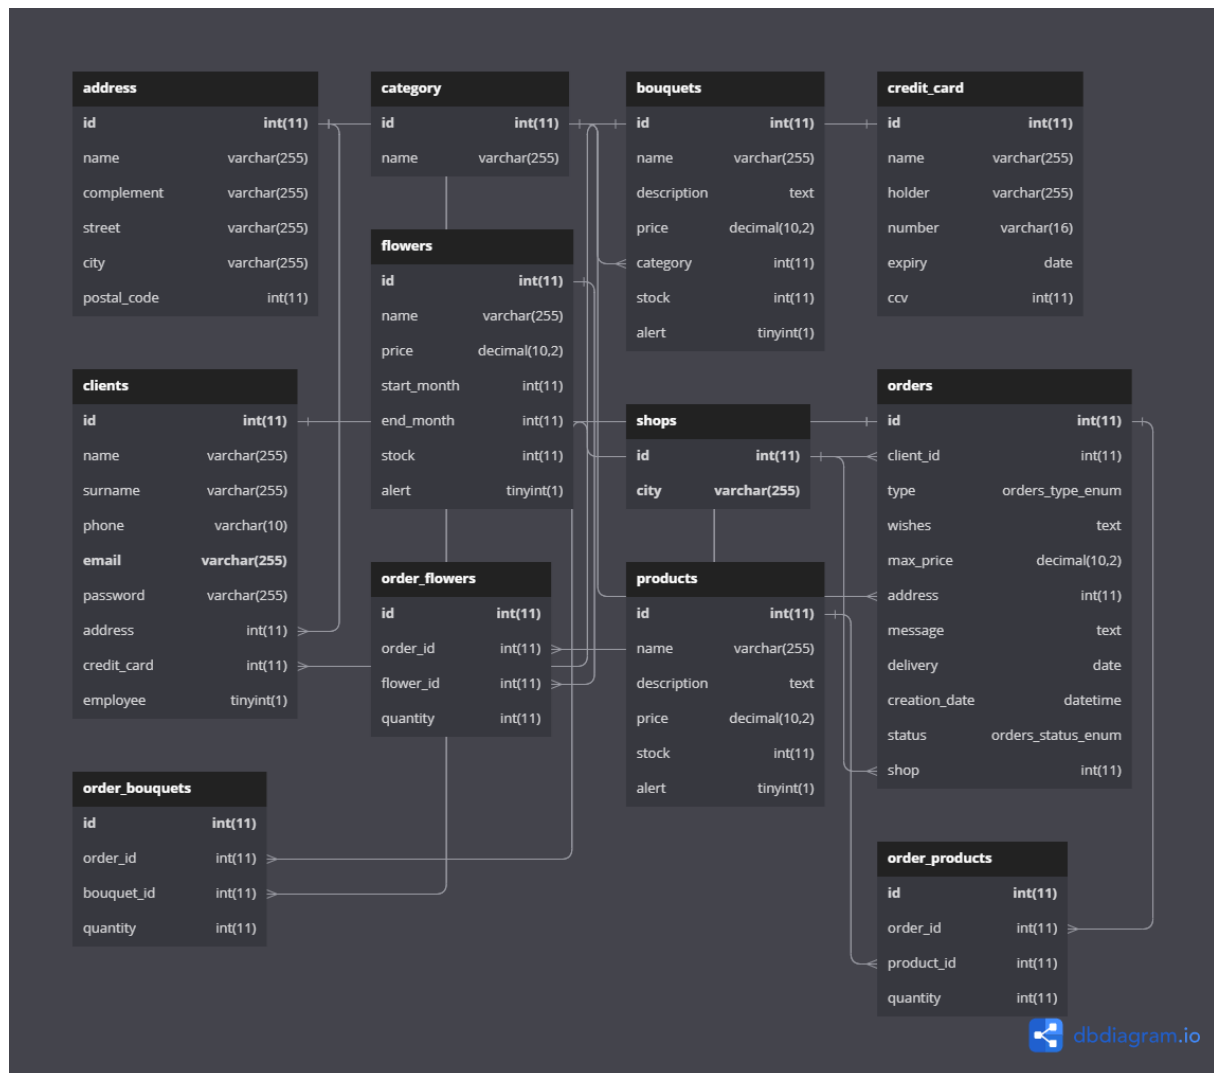 address
id int(11)
name varchar(255)
complement varchar(255)
street varchar(255)
city varchar(255)
postal_code int(11)
category
id int(11)
name varchar(255)
bouquets
id int(11)
name varchar(255)
description text
price decimal(10,2)
category int(11)
stock int(11)
alert tinyint(1)
credit_card
id int(11)
name varchar(255)
holder varchar(255)
number varchar(16)
expiry date
ccv int(11)
flowers
id int(11)
name varchar(255)
price decimal(10,2)
start_month int(11)
end_month int(11)
stock int(11)
alert tinyint(1)
clients
id int(11)
name varchar(255)
surname varchar(255)
phone varchar(10)
email varchar(255)
password varchar(255)
address int(11)
credit_card int(11)
employee tinyint(1)
shops
id int(11)
city varchar(255)
orders
id int(11)
client_id int(11)
type orders_type_enum
wishes text
max_price decimal(10,2)
address int(11)
message text
delivery date
creation_date datetime
status orders_status_enum
shop int(11)
order_flowers
id int(11)
order_id int(11)
flower_id int(11)
quantity int(11)
products
id int(11)
name varchar(255)
description text
price decimal(10,2)
stock int(11)
alert tinyint(1)
order_bouquets
id int(11)
order_id int(11)
bouquet_id int(11)
quantity int(11)
order_products
id int(11)
order_id int(11)
product_id int(11)
quantity int(11)
dbdiagram.io